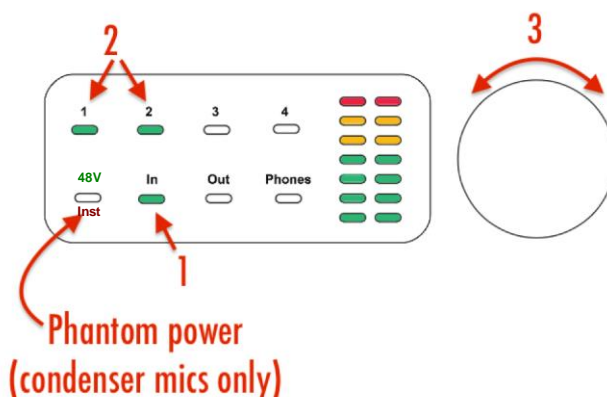 2
3
1 2 3 4
48V In Out Phones
Inst
1
Phantom power
(condenser mics only)